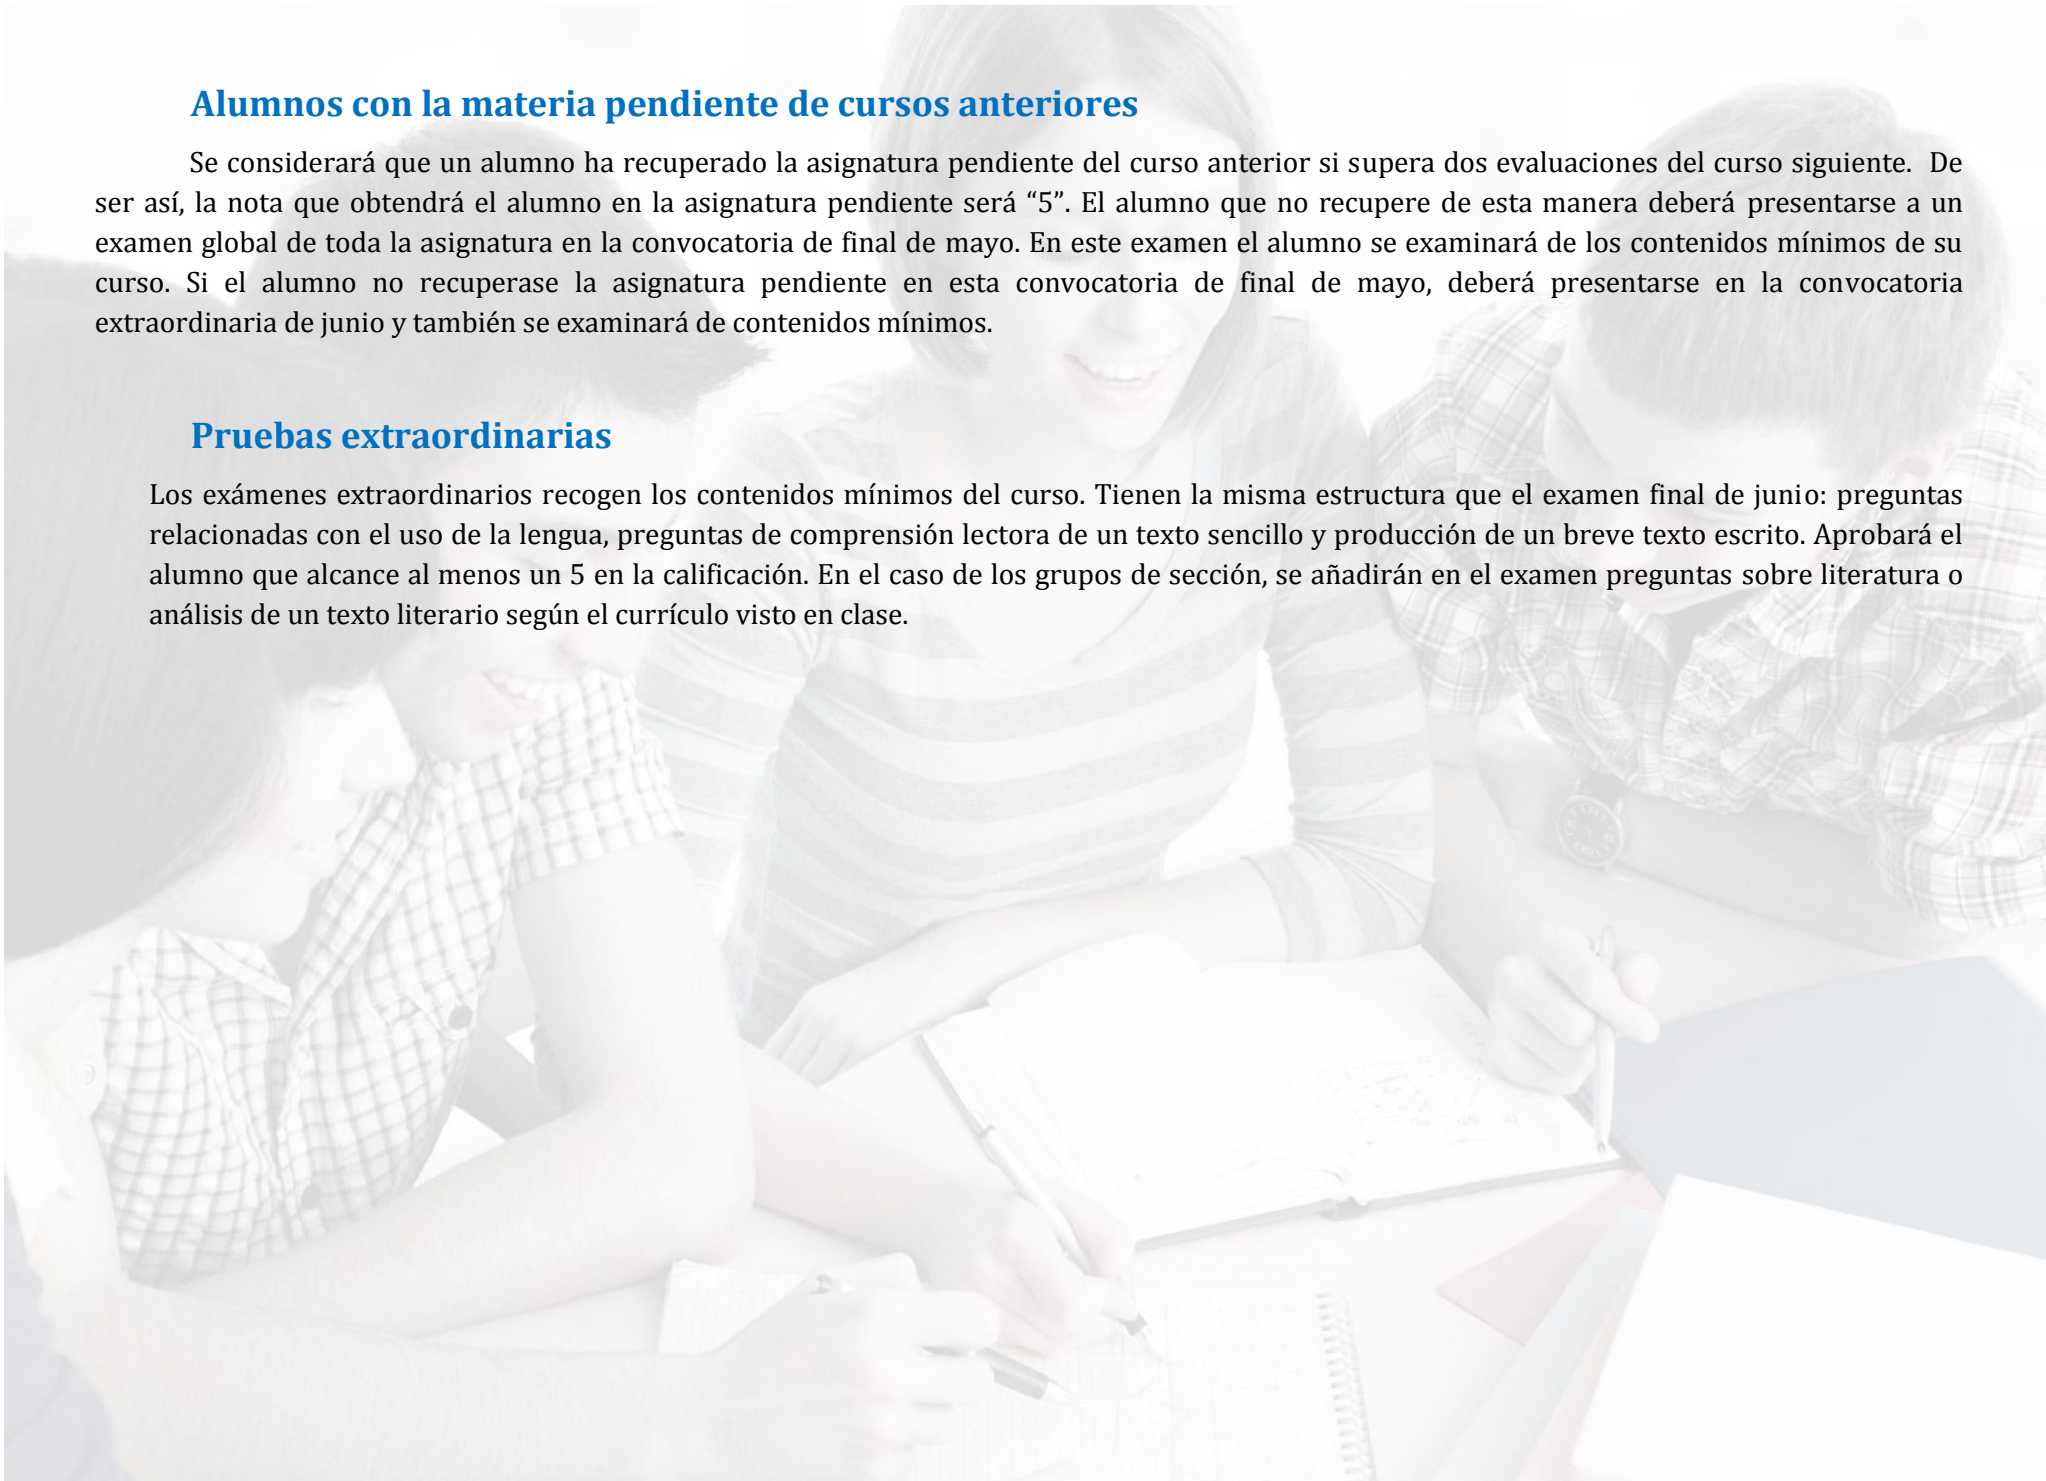 Alumnos con la materia pendiente de cursos anteriores
Se considerará que un alumno ha recuperado la asignatura pendiente del curso anterior si supera dos evaluaciones del curso siguiente. De
ser así, la nota que obtendrá el alumno en la asignatura pendiente será “5”. El alumno que no recupere de esta manera deberá presentarse a un
examen global de toda la asignatura en la convocatoria de final de mayo. En este examen el alumno se examinará de los contenidos mínimos de su
curso. Si el alumno no recuperase la asignatura pendiente en esta convocatoria de final de mayo, deberá presentarse en la convocatoria
extraordinaria de junio y también se examinará de contenidos mínimos.
Pruebas extraordinarias
Los exámenes extraordinarios recogen los contenidos mínimos del curso. Tienen la misma estructura que el examen final de junio: preguntas
relacionadas con el uso de la lengua, preguntas de comprensión lectora de un texto sencillo y producción de un breve texto escrito. Aprobará el
alumno que alcance al menos un 5 en la calificación. En el caso de los grupos de sección, se añadirán en el examen preguntas sobre literatura o
análisis de un texto literario según el currículo visto en clase.